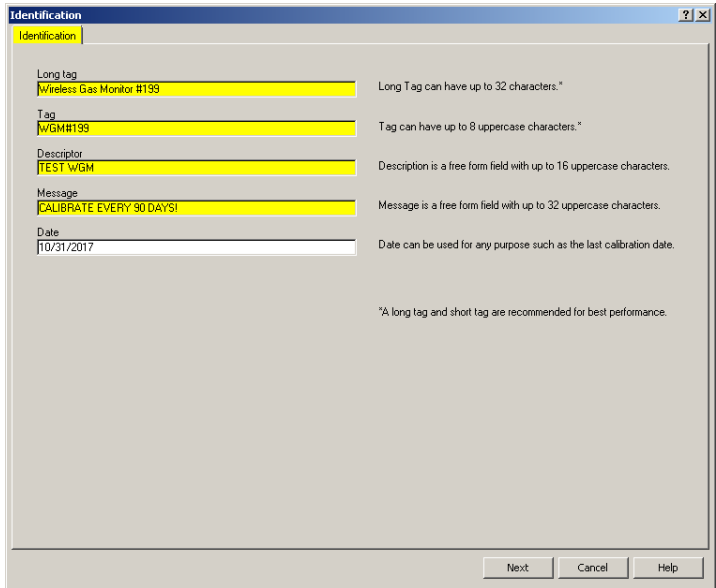 Identification
Identification
Long tag
Wireless Gas Monitor #199
Long Tag can have up to 32 characters.*
Tag
WGM#199
Tag can have up to 8 uppercase characters.*
Descriptor
TEST WGM
Description is a free form field with up to 16 uppercase characters.
Message
CALIBRATE EVERY 90 DAYS!
Message is a free form field with up to 32 uppercase characters.
Date
10/31/2017
Date can be used for any purpose such as the last calibration date.
*A long tag and short tag are recommended for best performance.
Next Cancel Help